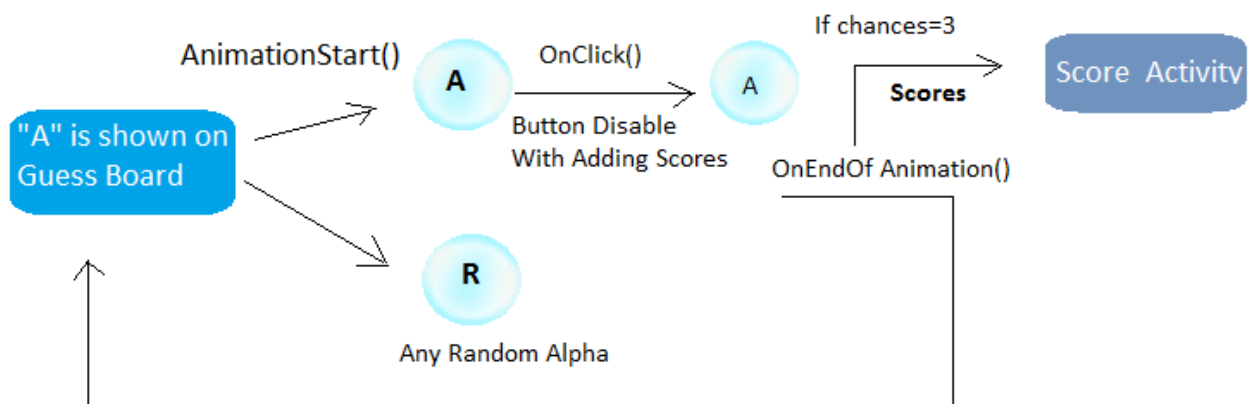 AnimationStart()
"A" is shown on
Guess Board
A
OnClick()
Button Disable
With Adding Scores
A
If chances=3
Scores
Score Activity
OnEndOf Animation()
R
Any Random Alpha